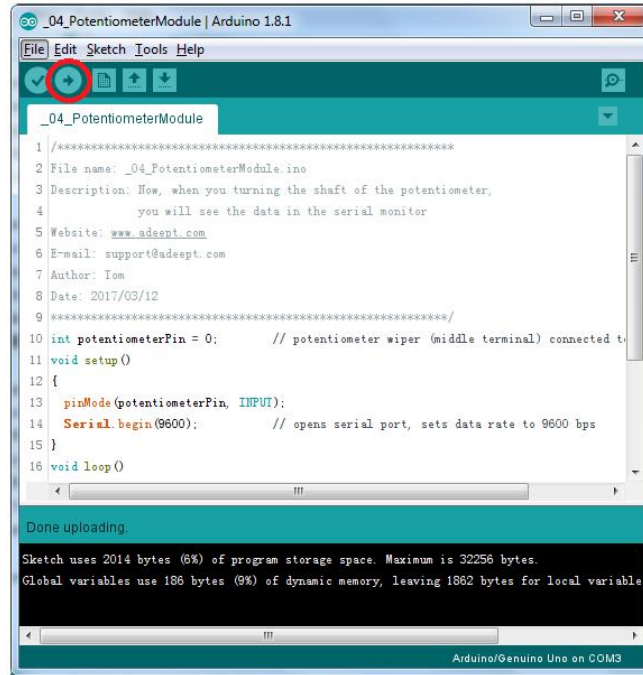 _04_PotentiometerModule | Arduino 1.8.1
File Edit Sketch Tools Help
_04_PotentiometerModule
1 /***********************************************************
2 File name: _04_PotentiometerModule.ino
3 Description: Now, when you turning the shaft of the potentiometer,
4 you will see the data in the serial monitor
5 Website: www.adeept.com
6 E-mail: support@adeept.com
7 Author: Tom
8 Date: 2017/03/12
9 ***********************************************************/
10 int potentiometerPin = 0; // potentiometer wiper (middle terminal) connected to
11 void setup()
12 {
13 pinMode(potentiometerPin, INPUT);
14 Serial.begin(9600); // opens serial port, sets data rate to 9600 bps
15 }
16 void loop()
Done uploading.
Sketch uses 2014 bytes (6%) of program storage space. Maximum is 32256 bytes.
Global variables use 186 bytes (9%) of dynamic memory, leaving 1862 bytes for local variable
Arduino/Genuino Uno on COM3